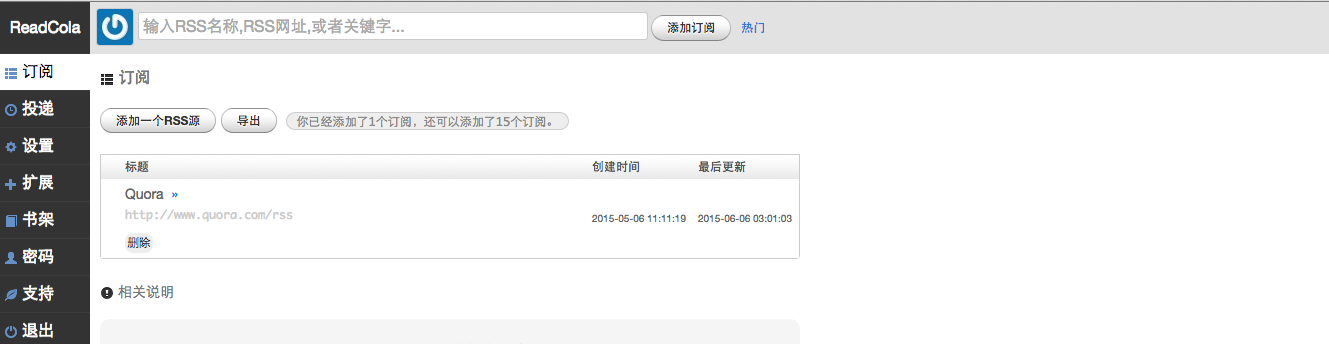 ReadCola
输入RSS名称,RSS网址,或者关键字... 添加订阅 热门
订阅
投递
设置
扩展
书架
密码
支持
退出
订阅
添加一个RSS源 导出 你已经添加了1个订阅，还可以添加了15个订阅。
标题 创建时间 最后更新
Quora »
http://www.quora.com/rss
2015-05-06 11:11:19 2015-06-06 03:01:03
删除
相关说明